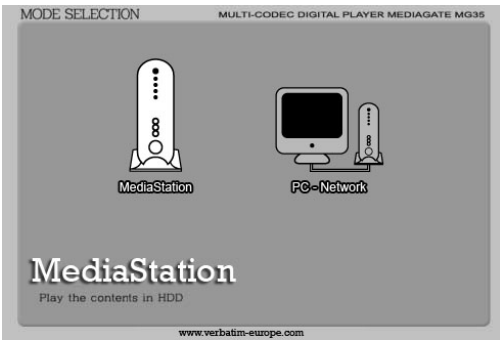 MODE SELECTION
MULTI-CODEC DIGITAL PLAYER MEDIAGATE MG35
MediaStation
PC-Network
MediaStation
Play the contents in HDD
www.verbatim-europe.com